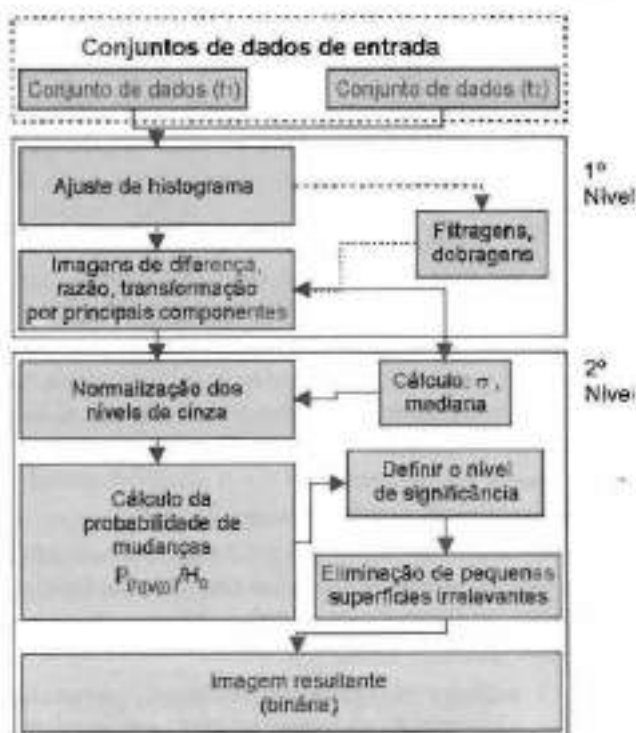 Conjuntos de dados de entrada
Conjunto de dados (t1)
Conjunto de dados (t2)
Ajuste de histograma
1º
Nível
Filtragens,
dobragens
Imagens de diferença,
razão, transformação
por principais componentes
Normalização dos
níveis de cinza
Cálculo: σ,
mediana
2º
Nível
Cálculo da
probabilidade de
mudanças
Definir o nível
de significância
Eliminação de pequenas
superfícies irrelevantes
Imagem resultante
(binária)